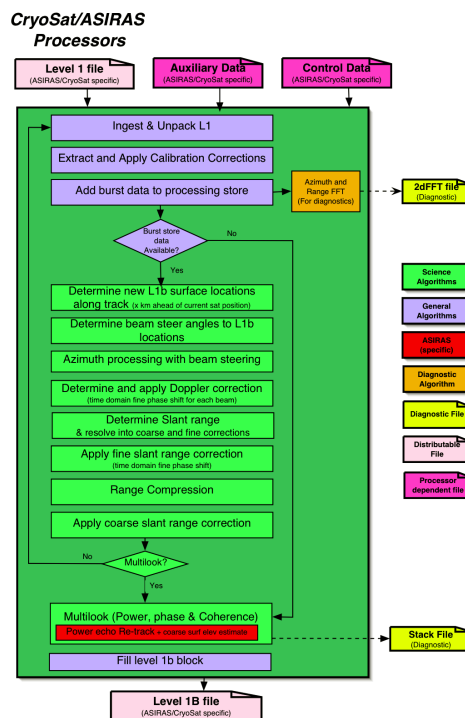 CryoSat/ASIRAS
Processors
Level 1 file
(ASIRAS/CryoSat specific)
Auxiliary Data
(ASIRAS/CryoSat specific)
Control Data
(ASIRAS/CryoSat specific)
Ingest & Unpack L1
Extract and Apply Calibration Corrections
Add burst data to processing store
Azimuth and
Range FFT
(For diagnostics)
2dFFT file
(Diagnostic)
Burst store
data
Available?
No
Yes
Determine new L1b surface locations
along track (x km ahead of current sat position)
Determine beam steer angles to L1b
locations
Azimuth processing with beam steering
Determine and apply Doppler correction
(time domain fine phase shift for each beam)
Determine Slant range
& resolve into coarse and fine corrections
Apply fine slant range correction
(time domain fine phase shift)
Range Compression
Apply coarse slant range correction
No
Multilook?
Yes
Multilook (Power, phase & Coherence)
Power echo Re-track + coarse surf elev estimate
Fill level 1b block
Level 1B file
(ASIRAS/CryoSat specific)
Stack File
(Diagnostic)
Science
Algorithms
General
Algorithms
ASIRAS
(specific)
Diagnostic
Algorithm
Diagnostic File
Distributable
File
Processor
dependent file